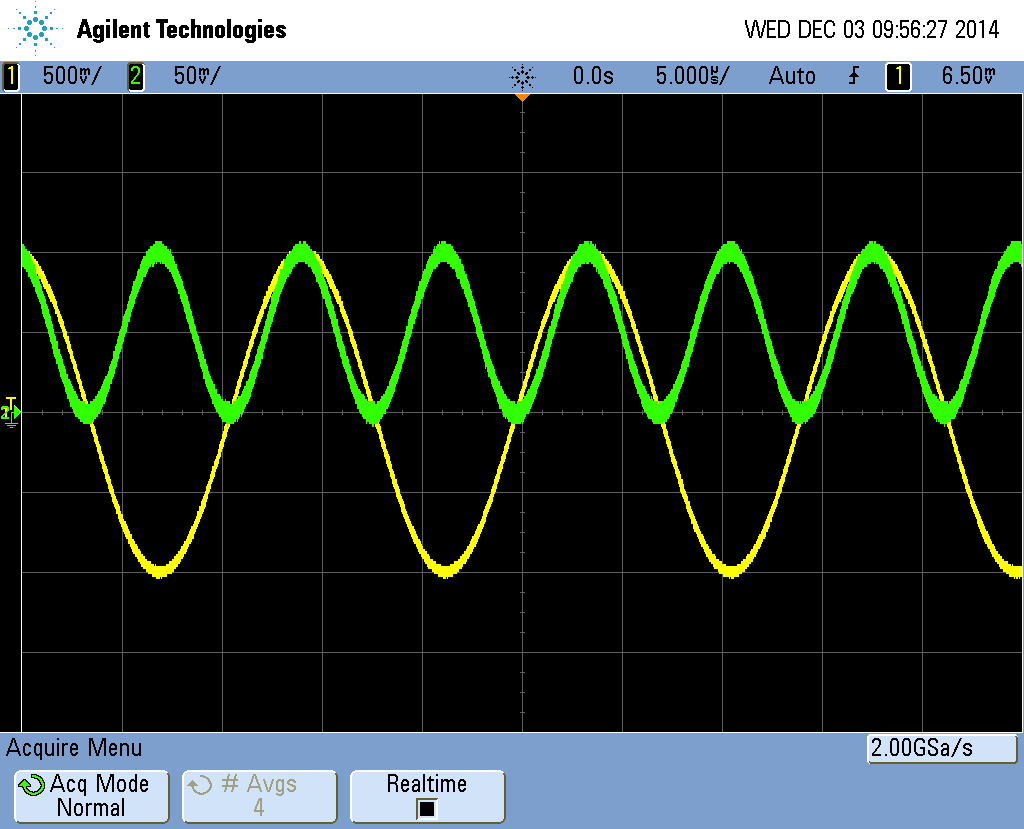 Agilent Technologies WED DEC 03 09:56:27 2014
1 500mV/ 2 50mV/ 0.0s 5.000µs/ Auto 1 6.50mV
T
2
Acquire Menu 2.00GSa/s
Acq Mode # Avgs Realtime
Normal 4